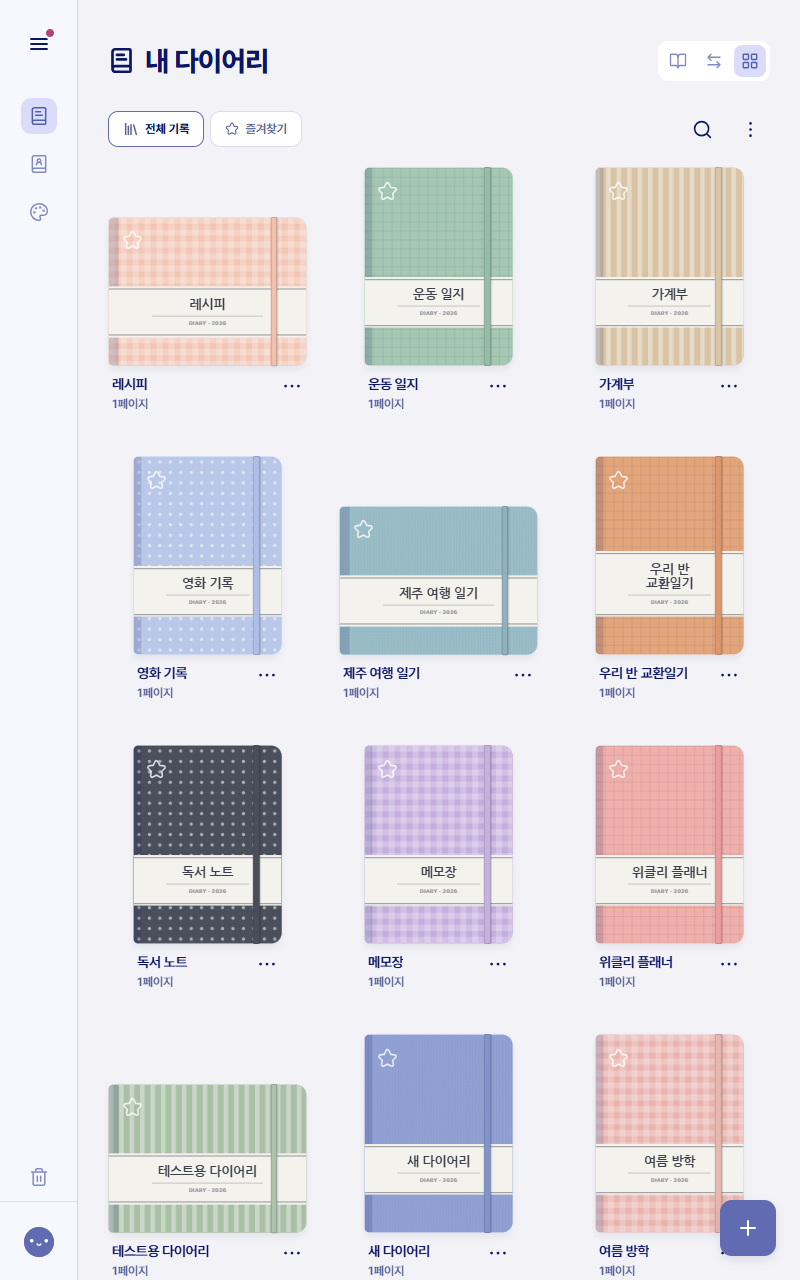 내 다이어리
전체 기록
즐겨찾기
레시피
DIARY · 2026
운동 일지
DIARY · 2026
가계부
DIARY · 2026
레시피
1페이지
운동 일지
1페이지
가계부
1페이지
영화 기록
DIARY · 2026
제주 여행 일기
DIARY · 2026
우리 반
교환일기
DIARY · 2026
영화 기록
1페이지
제주 여행 일기
1페이지
우리 반 교환일기
1페이지
독서 노트
DIARY · 2026
메모장
DIARY · 2026
위클리 플래너
DIARY · 2026
독서 노트
1페이지
메모장
1페이지
위클리 플래너
1페이지
테스트용 다이어리
DIARY · 2026
새 다이어리
DIARY · 2026
여름 방학
DIARY · 2026
테스트용 다이어리
1페이지
새 다이어리
1페이지
여름 방학
1페이지